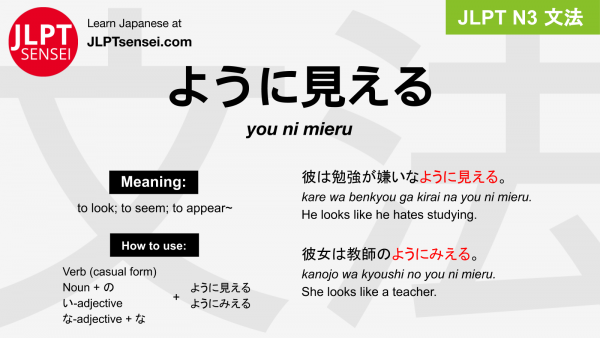 JLPT
SENSEI
Learn Japanese at
JLPTsensei.com
JLPT N3 文法
ように見える
you ni mieru
Meaning:
to look; to seem; to appear~
How to use:
Verb (casual form)
Noun + の
い-adjective
な-adjective + な
+
ように見える
ようにみえる
彼は勉強が嫌いなように見える。
kare wa benkyou ga kirai na you ni mieru.
He looks like he hates studying.
彼女は教師のようにみえる。
kanojo wa kyoushi no you ni mieru.
She looks like a teacher.
文法